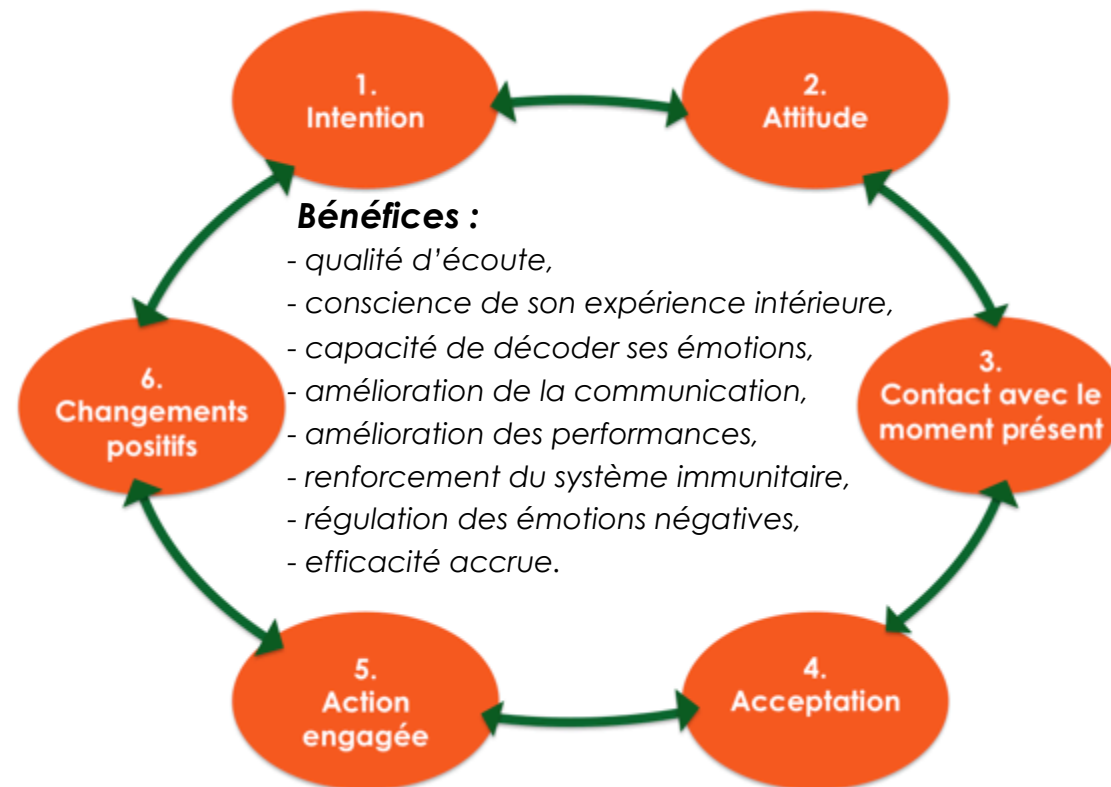 1.
Intention
2.
Attitude
Bénéfices :
- qualité d'écoute,
- conscience de son expérience intérieure,
- capacité de décoder ses émotions,
- amélioration de la communication,
- amélioration des performances,
- renforcement du système immunitaire,
- régulation des émotions négatives,
- efficacité accrue.
3.
Contact avec le
moment présent
4.
Acceptation
5.
Action
engagée
6.
Changements
positifs